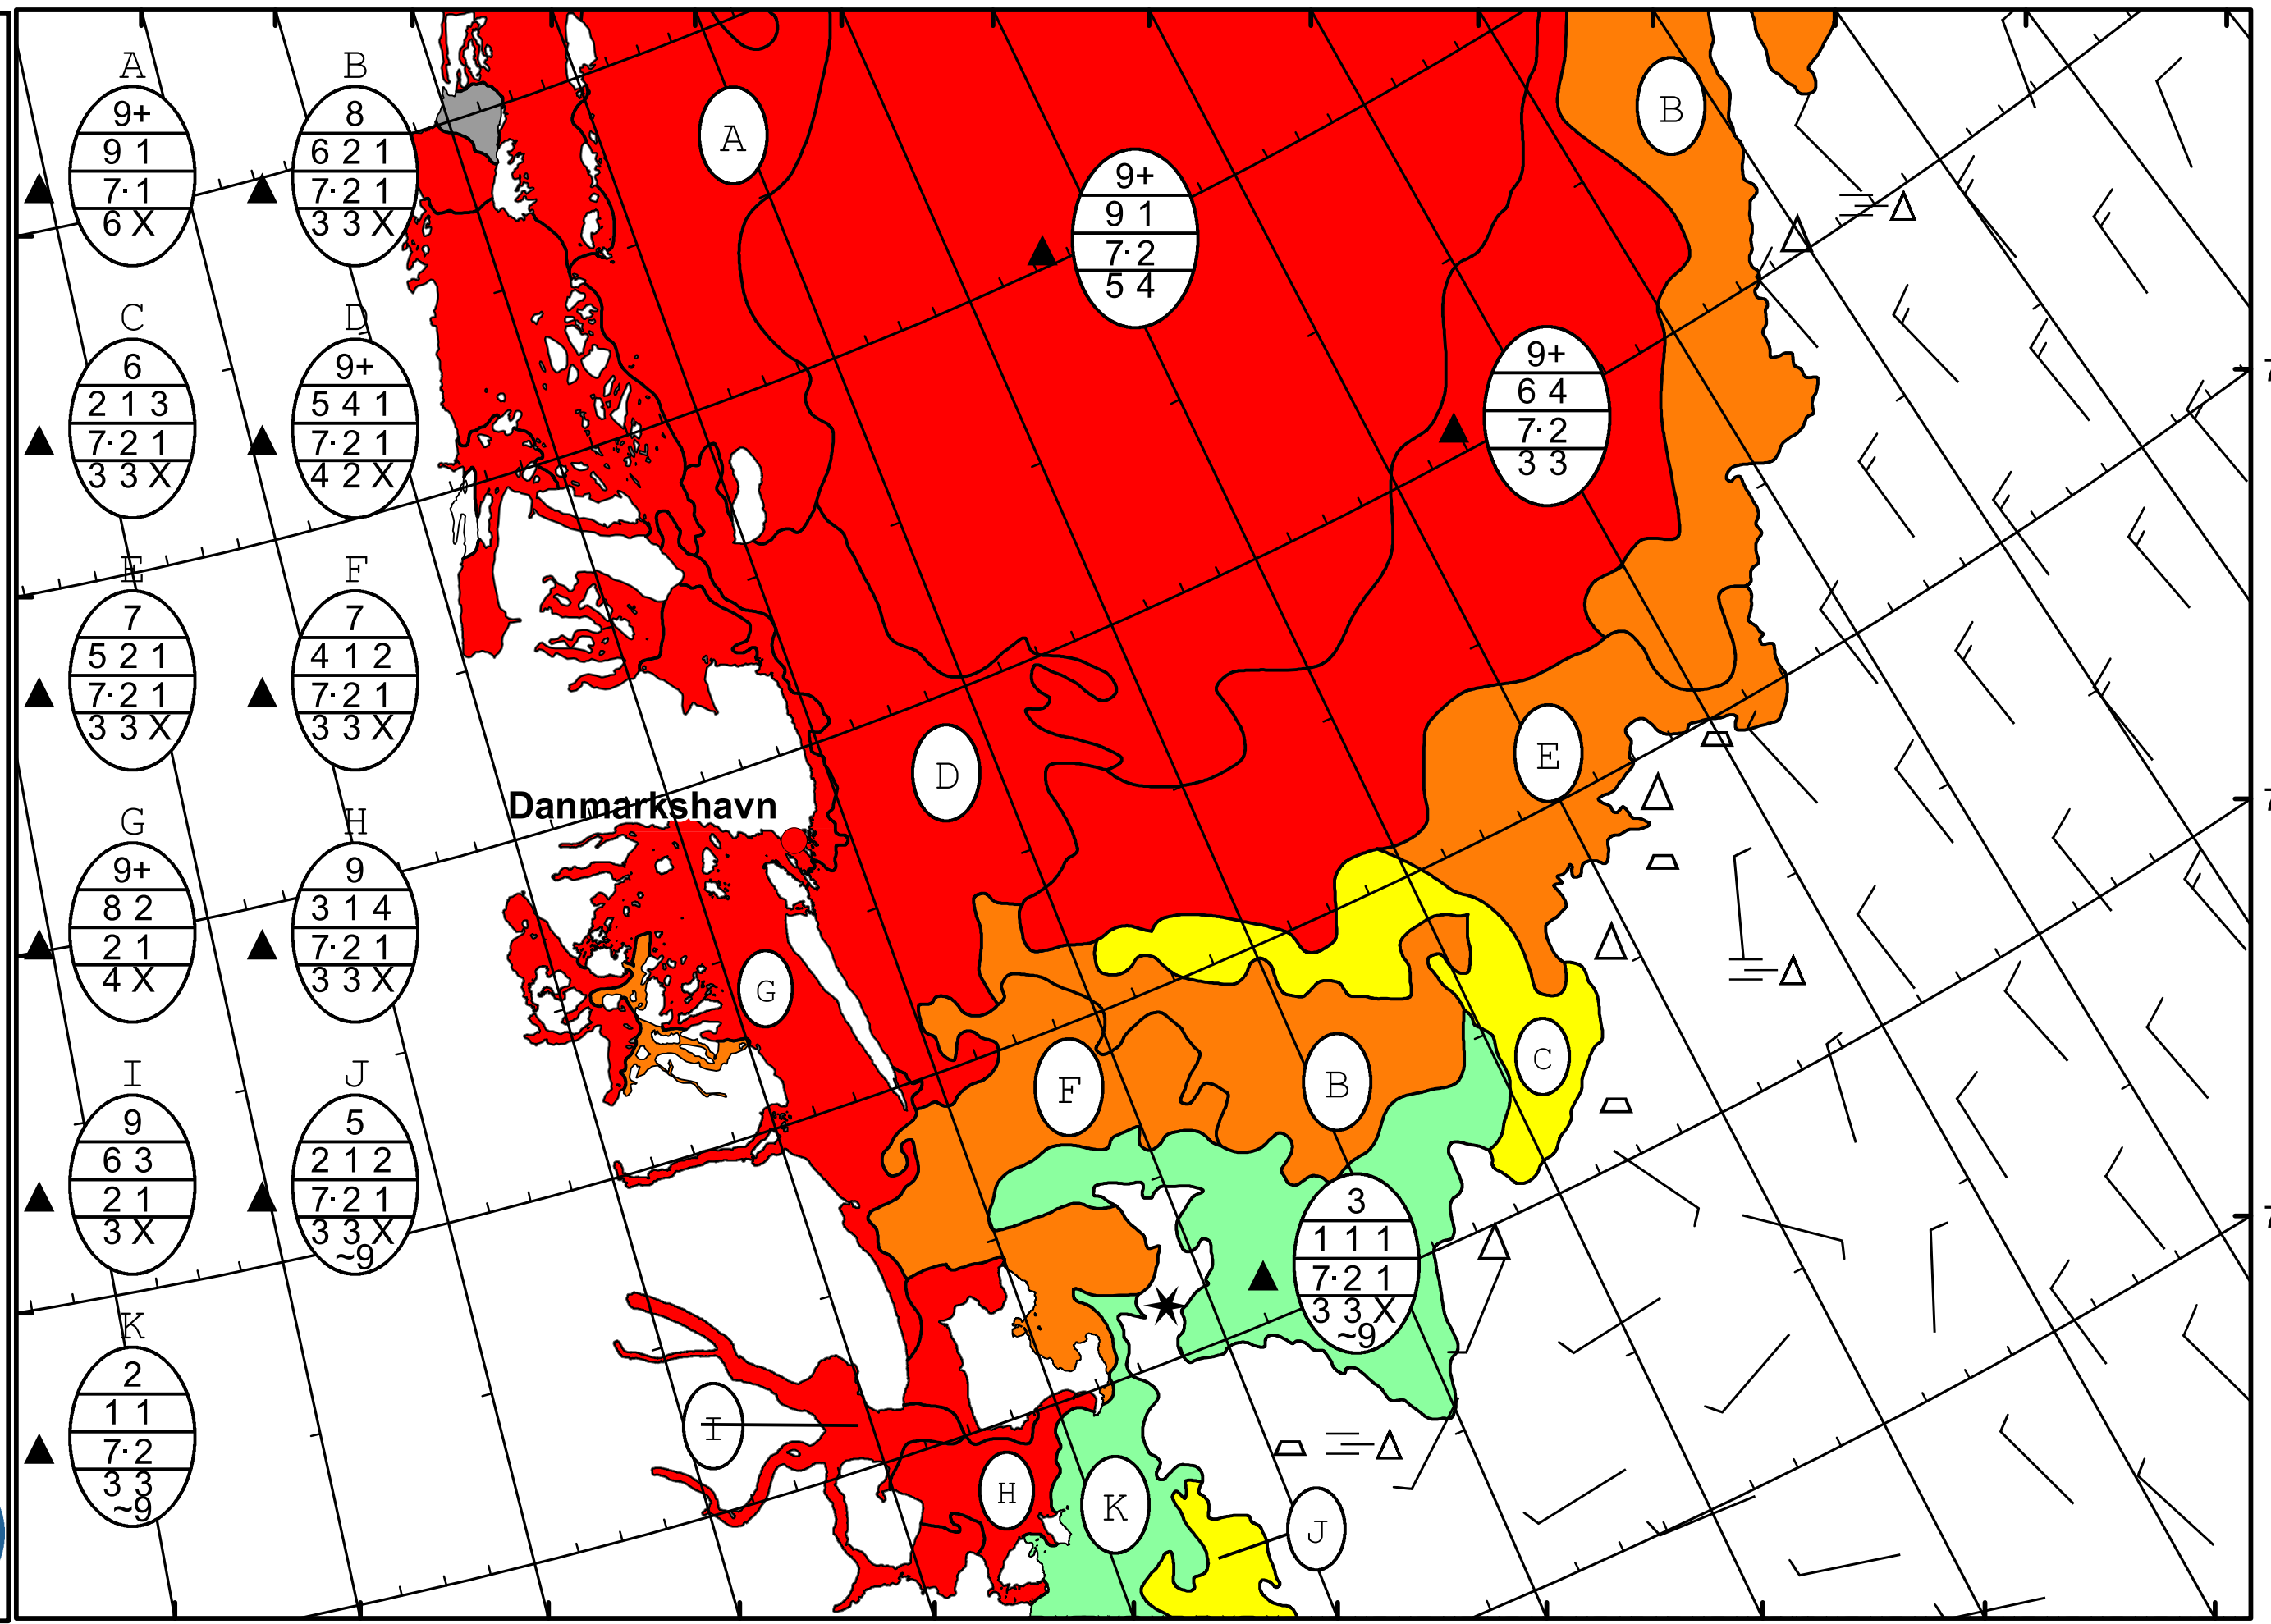 A
9+
9 1
7· 1
6 X
B
8
6 2 1
7· 2 1
3 3 X
C
6
2 1 3
7· 2 1
3 3 X
D
9+
5 4 1
7· 2 1
4 2 X
E
7
5 2 1
7· 2 1
3 3 X
F
7
4 1 2
7· 2 1
3 3 X
G
9+
8 2
2 1
4 X
H
9
3 1 4
7· 2 1
3 3 X
I
9
6 3
2 1
3 X
J
5
2 1 2
7· 2 1
3 3 X
~9
K
2
1 1
7· 2
3 3
~9
A
B
9+
9 1
7· 2
5 4
9+
6 4
7· 2
3 3
D
E
Danmarkshavn
G
F
B
C
3
1 1 1
7· 2 1
3 3 X
~9
I
H
K
J